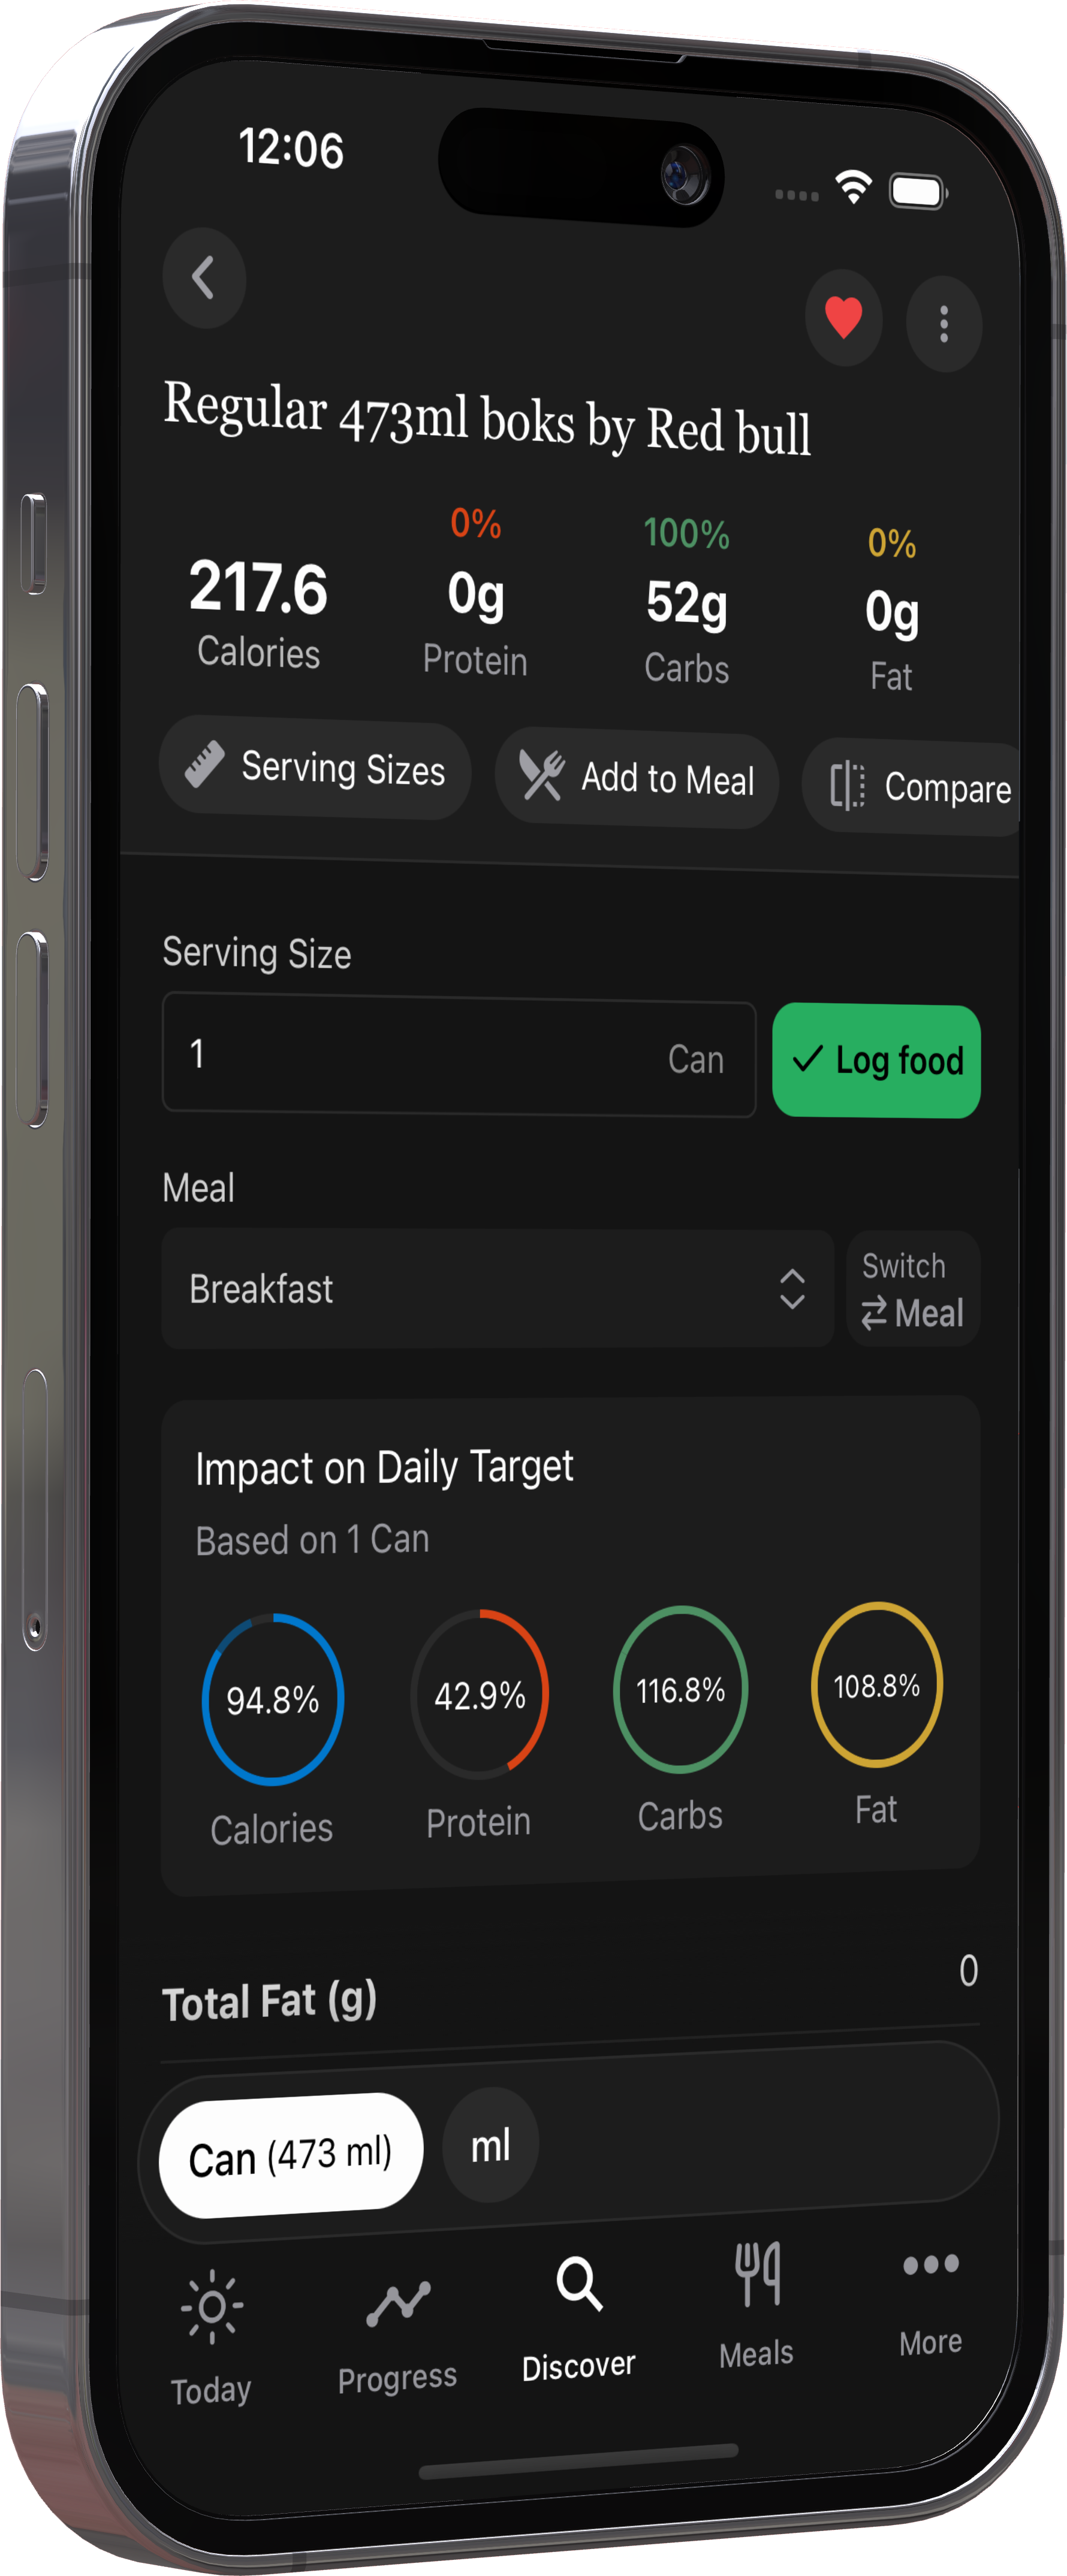 12:06
Regular 473ml boks by Red bull
0% 100% 0%
217.6 0g 52g 0g
Calories Protein Carbs Fat
Serving Sizes Add to Meal Compare
Serving Size
1 Can Log food
Meal
Breakfast Switch
Meal
Impact on Daily Target
Based on 1 Can
94.8% 42.9% 116.8% 108.8%
Calories Protein Carbs Fat
Total Fat (g) 0
Can (473 ml) ml
Today Progress Discover Meals More